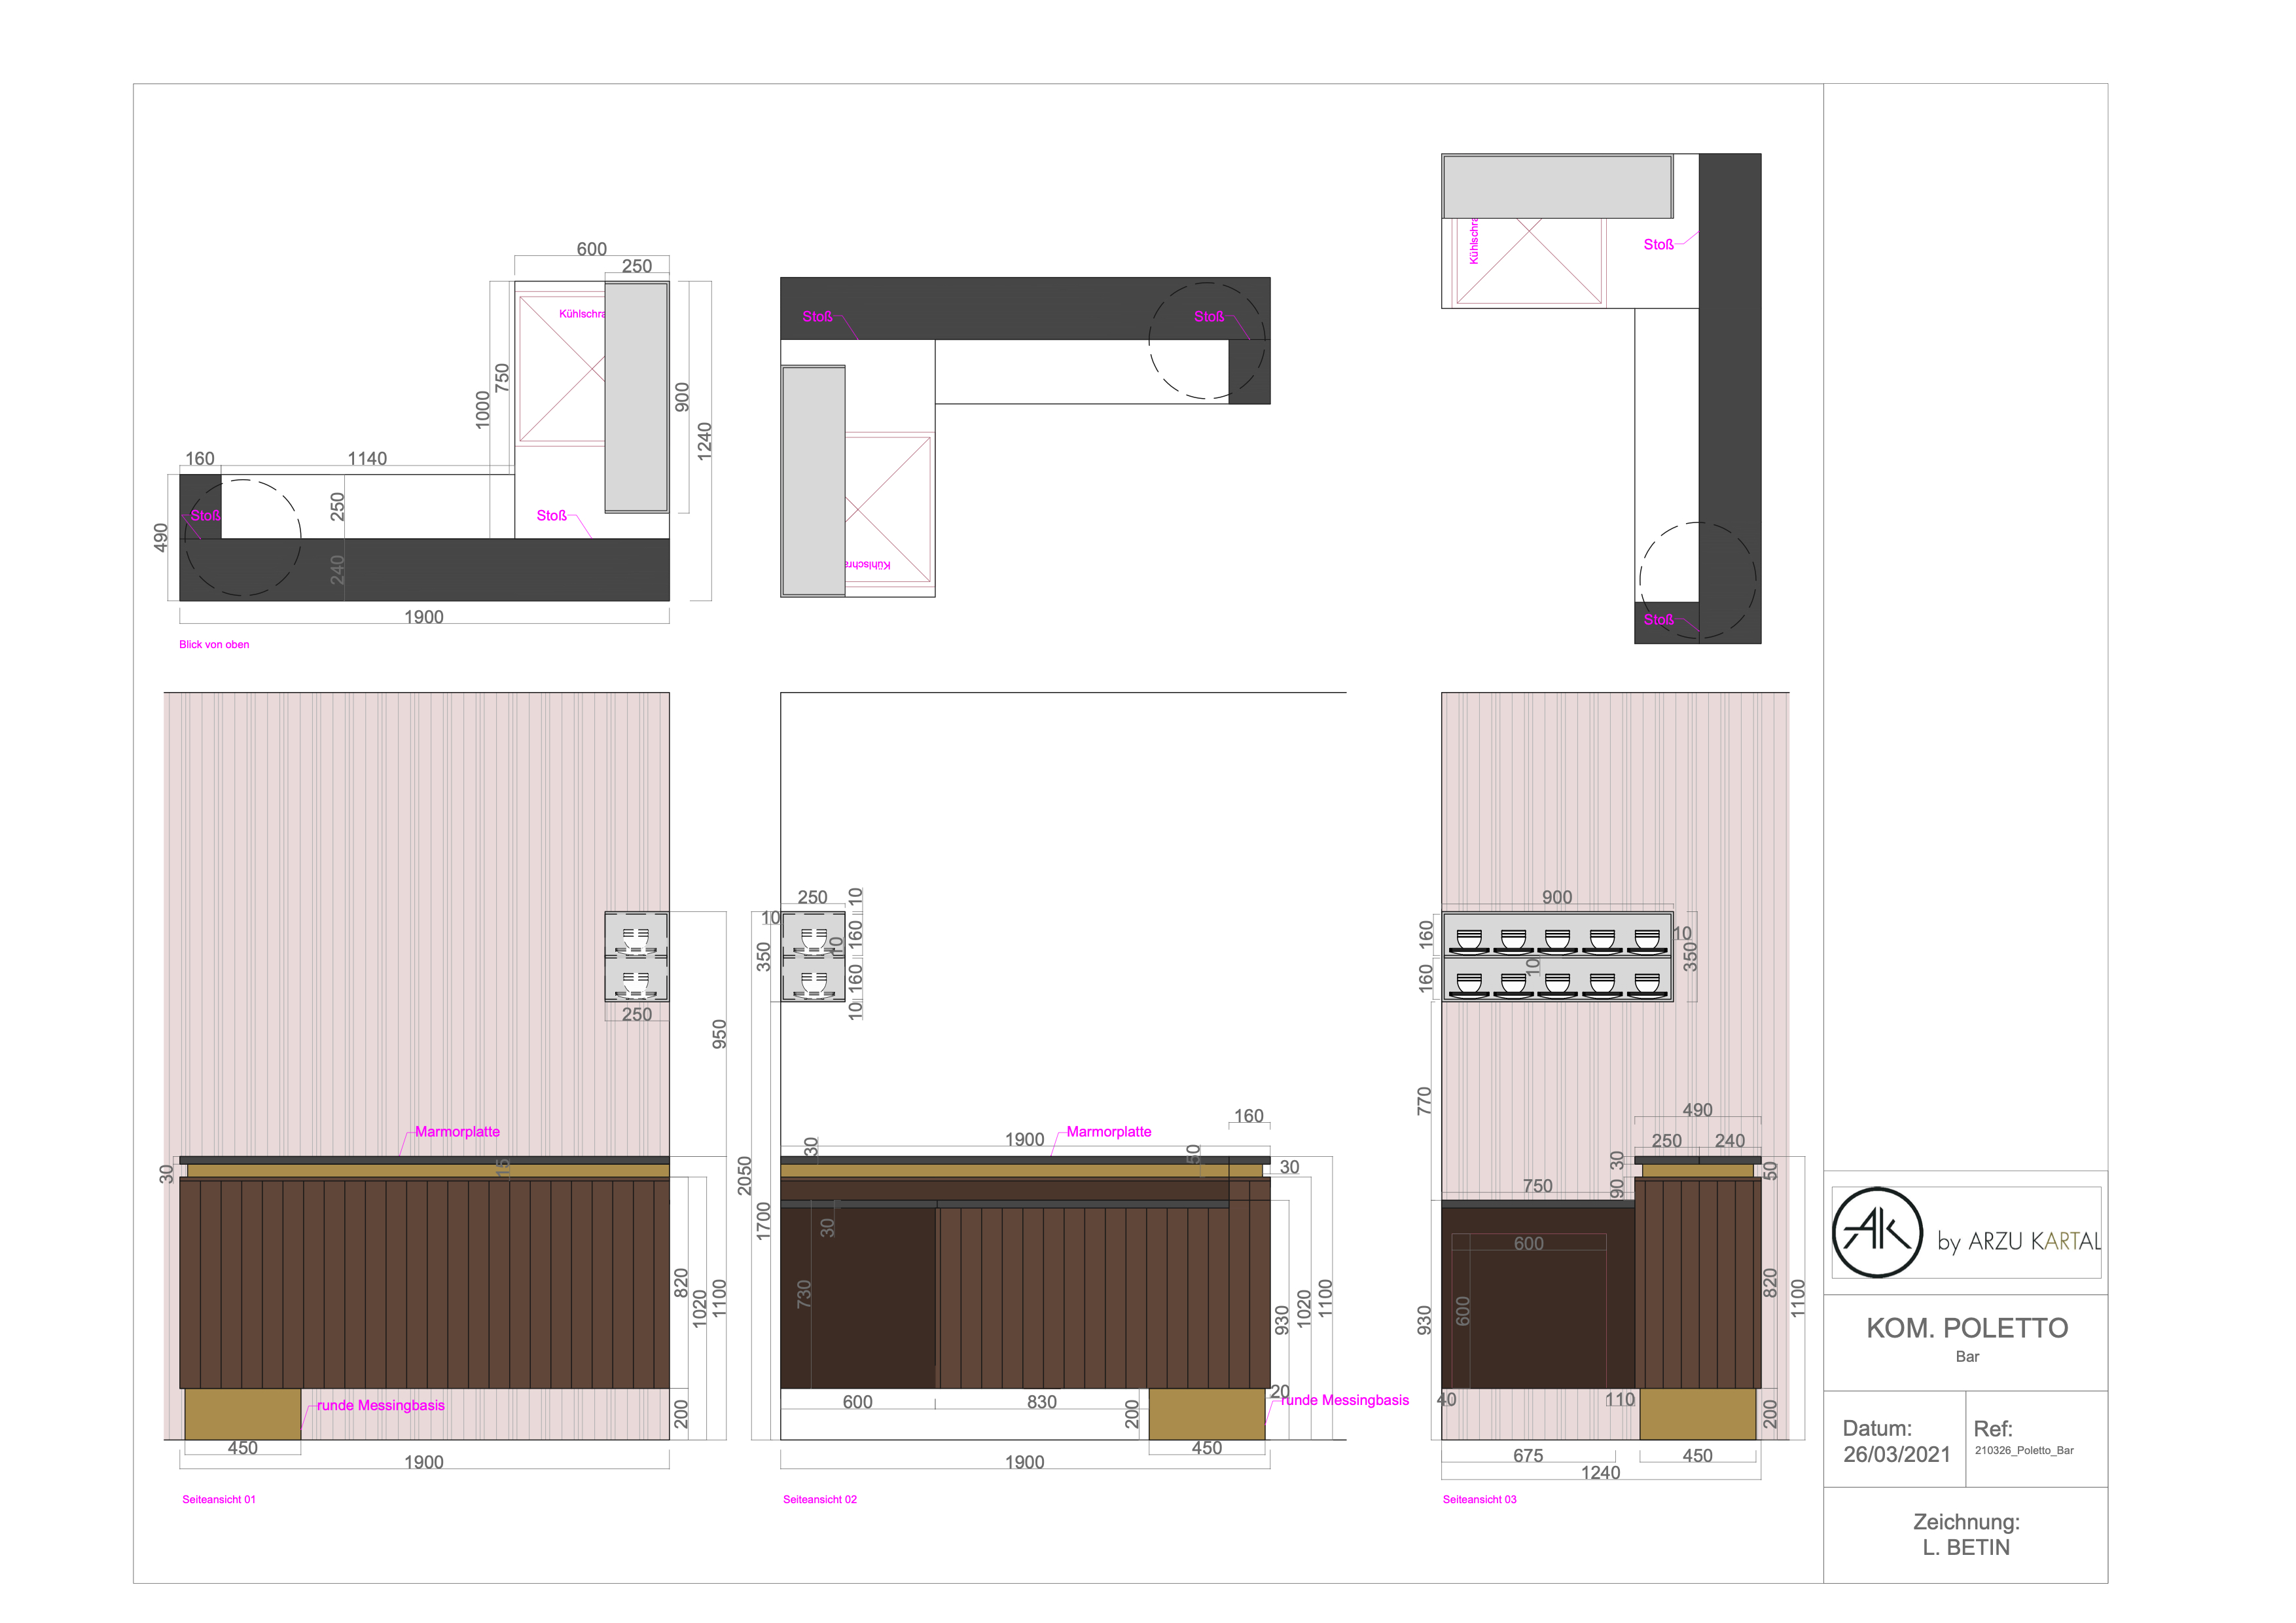 600
250
Kühlschra
750
1000
900
1240
160
1140
490
Stoß
250
240
Stoß
1900
Blick von oben
Stoß
Stoß
Kühlschra
Kühlschra
Stoß
Stoß
250
950
Marmorplatte
30
15
820
1020
1100
200
runde Messingbasis
450
1900
Seiteansicht 01
250
10
10
160
10
350
160
10
2050
1700
160
1900
Marmorplatte
30
50
30
30
730
930
1020
1100
600
830
200
20
runde Messingbasis
450
1900
Seiteansicht 02
900
160
10
350
160
10
770
490
250
240
30
50
750
90
600
600
930
820
1100
40
110
200
675
450
1240
Seiteansicht 03
AK by ARZU KARTAL
KOM. POLETTO
Bar
Datum:
26/03/2021
Ref:
210326_Poletto_Bar
Zeichnung:
L. BETIN